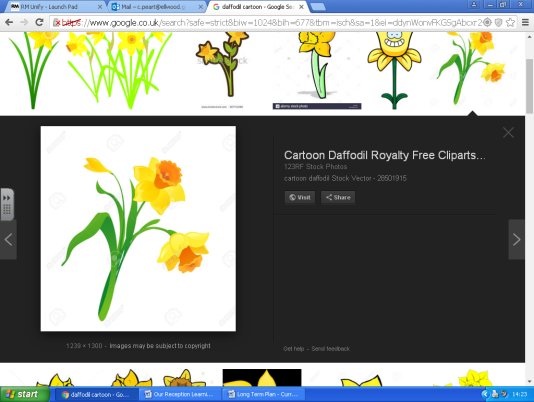 RM Unify - Launch Pad
Mail - c.peart@ellwood.g
daffodil cartoon - Google Se
https://www.google.co.uk/search?safe=strict&biw=1024&bih=677&tbm=isch&sa=1&ei=
Cartoon Daffodil Royalty Free Cliparts...
123RF Stock Photos
cartoon daffodil Stock Vector - 28501915
Visit
Share
1239 × 1300 - Images may be subject to copyright
Get help - Send feedback
start
daffodil cartoon - Go...
Our Reception Learni...
Long Term Plan - Curr...
14:23